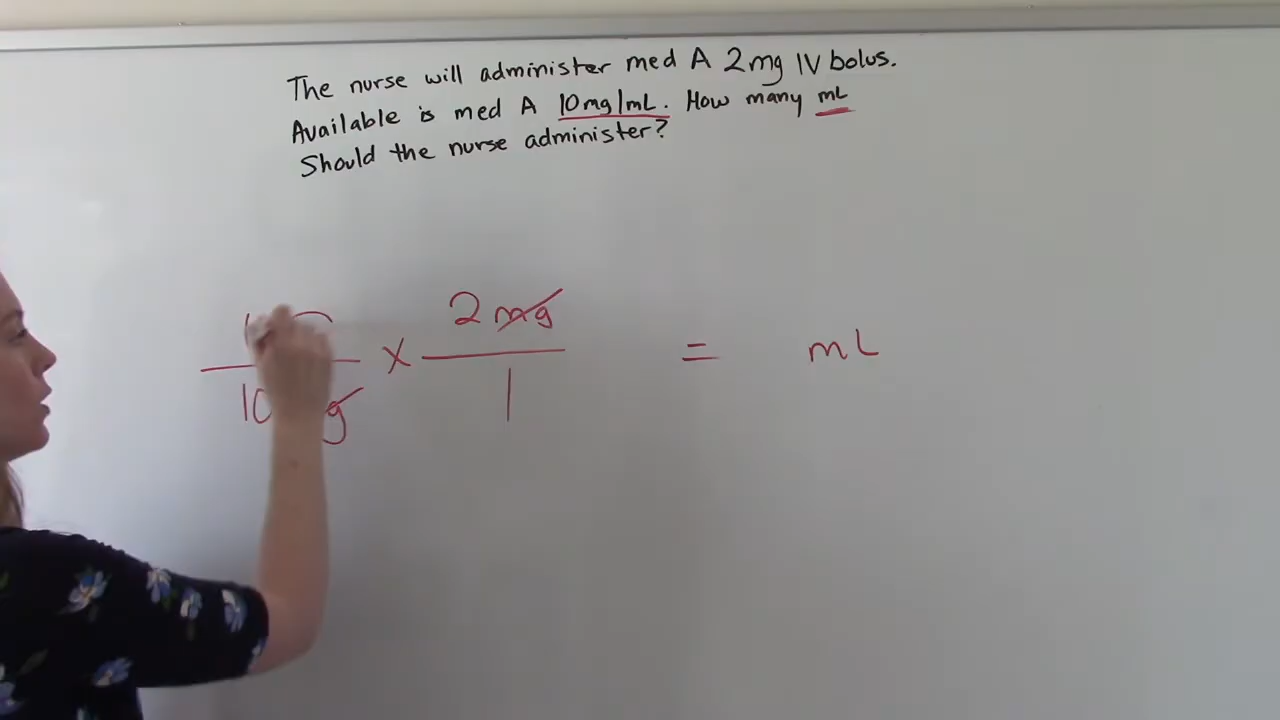 The nurse will administer med A 2mg IV bolus.
Available is med A 10mg/mL. How many mL
Should the nurse administer?
2 mg
10 x = mL
1